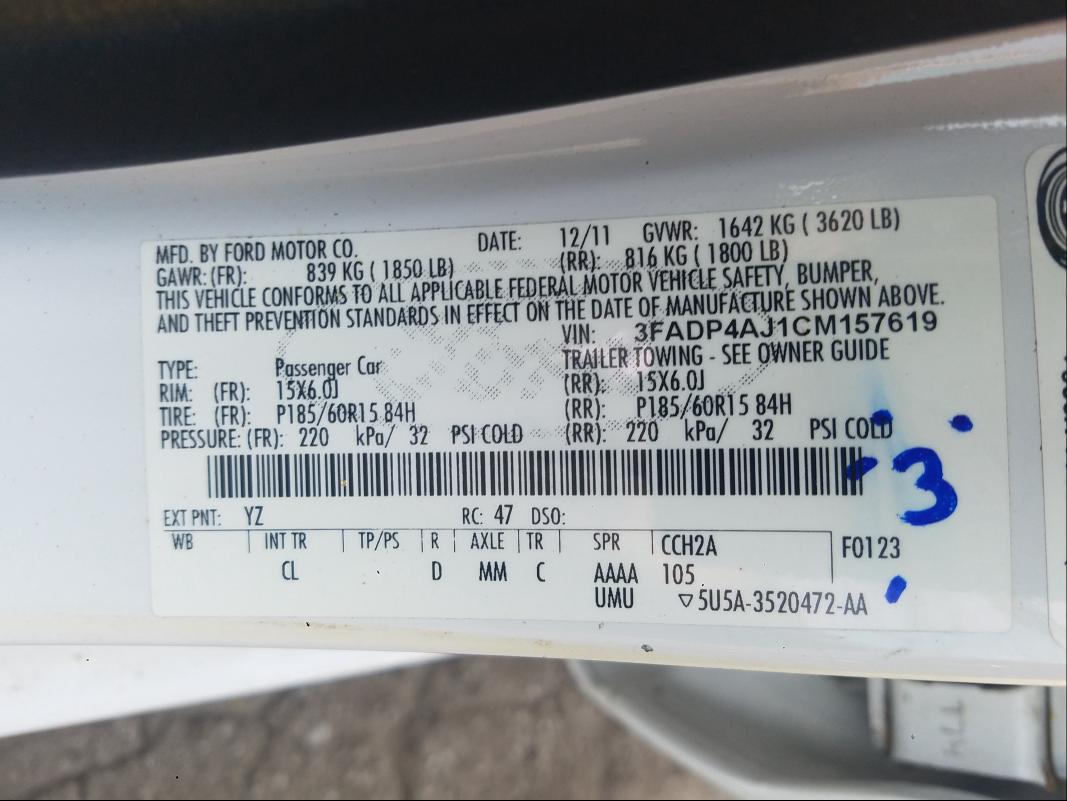 MFD. BY FORD MOTOR CO. DATE: 12/11 GVWR: 1642 KG ( 3620 LB)
GAWR:(FR): 839 KG ( 1850 LB) (RR): 816 KG ( 1800 LB)
THIS VEHICLE CONFORMS TO ALL APPLICABLE FEDERAL MOTOR VEHICLE SAFETY, BUMPER,
AND THEFT PREVENTION STANDARDS IN EFFECT ON THE DATE OF MANUFACTURE SHOWN ABOVE.
VIN: 3FADP4AJ1CM157619
TYPE: Passenger Car TRAILER TOWING - SEE OWNER GUIDE
RIM: (FR): 15X6.0J (RR): 15X6.0J
TIRE: (FR): P185/60R15 84H (RR): P185/60R15 84H
PRESSURE: (FR): 220 kPa/ 32 PSI COLD (RR): 220 kPa/ 32 PSI COLD
3
EXT PNT: YZ RC: 47 DSO:
WB INT TR TP/PS R AXLE TR SPR CCH2A F0123
CL D MM C AAAA 105
UMU ▽5U5A-3520472-AA